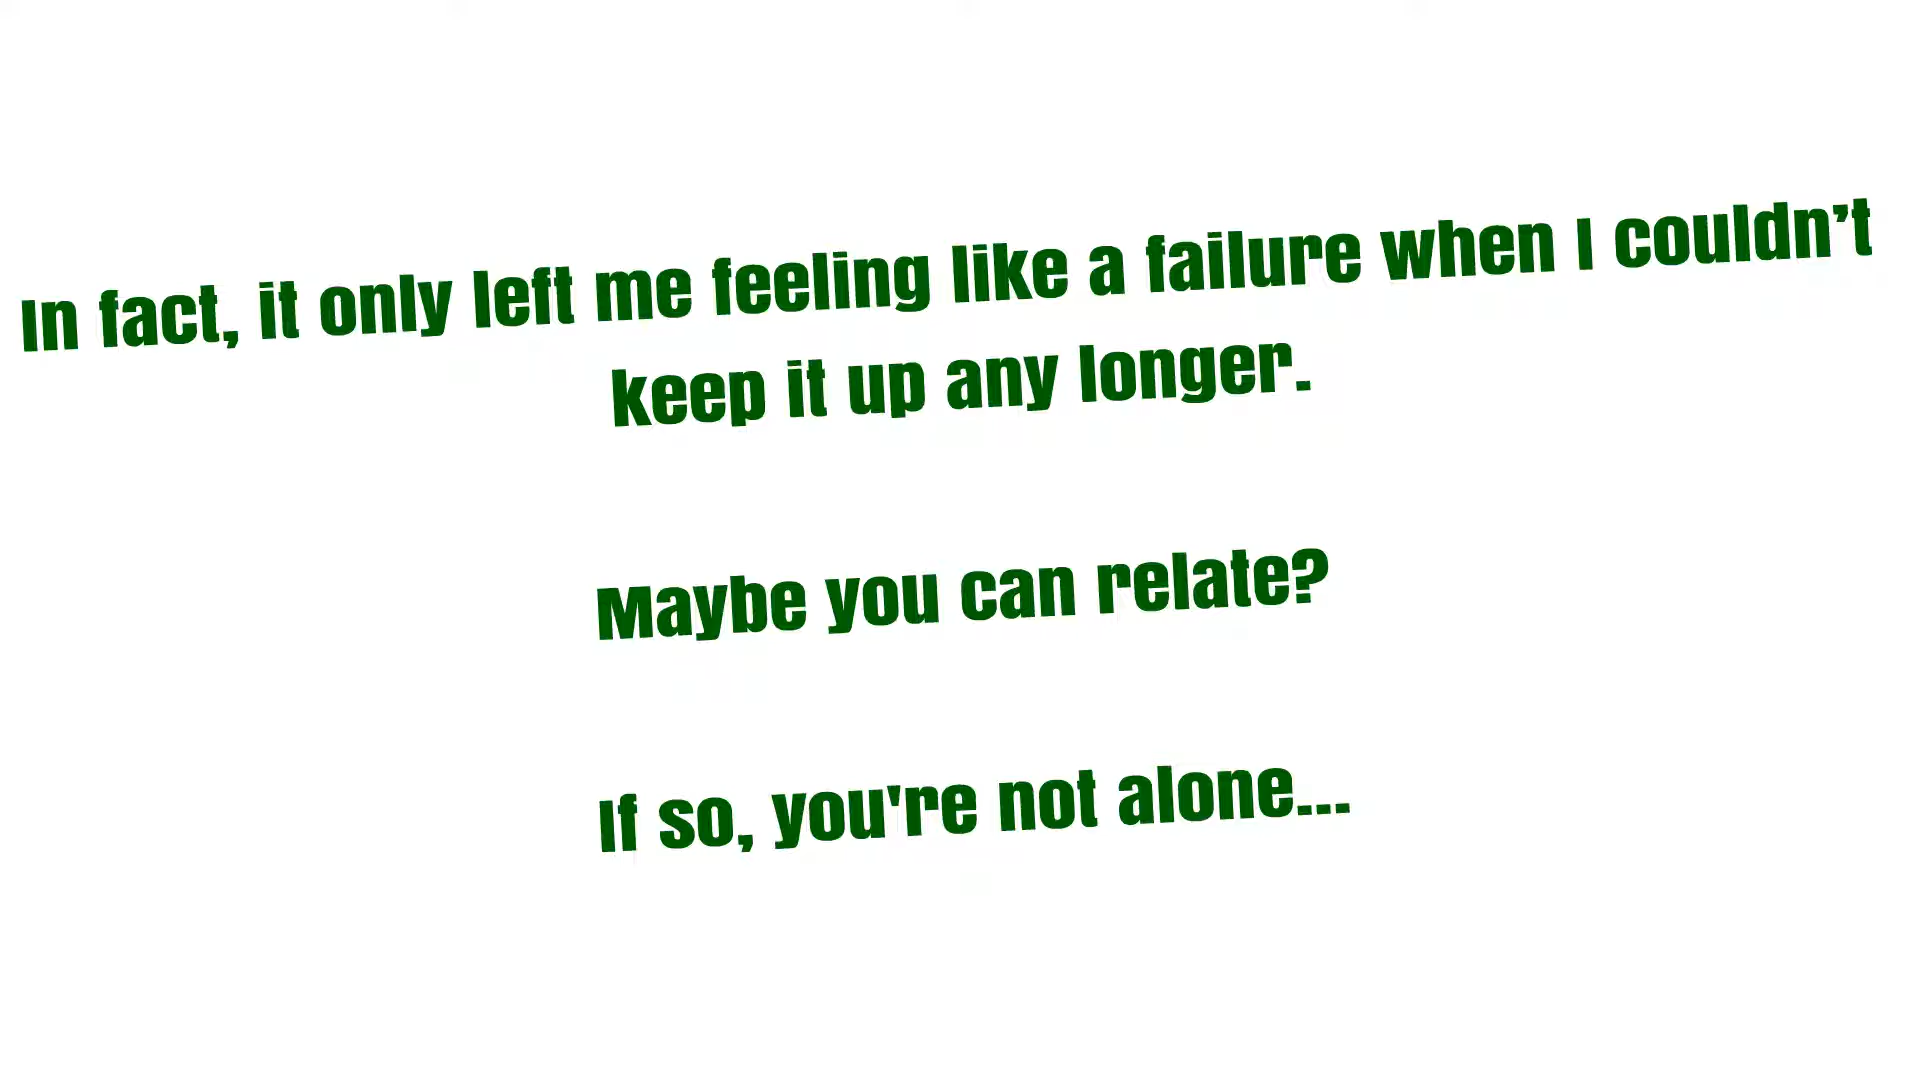 In fact, it only left me feeling like a failure when I couldn’t
keep it up any longer.
Maybe you can relate?
If so, you're not alone...